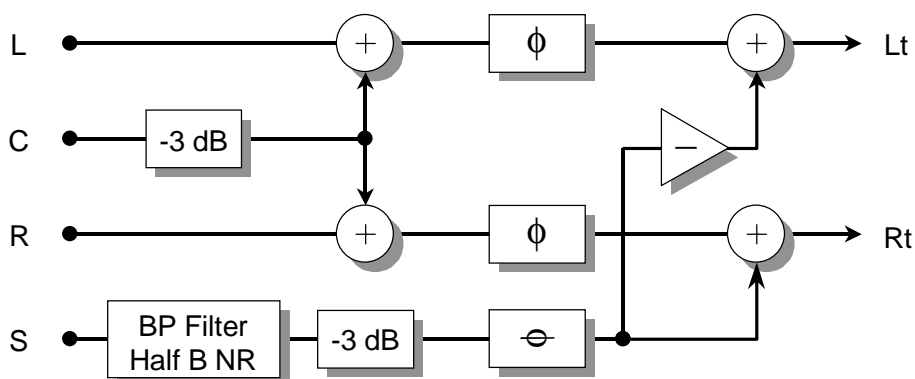 L + ϕ + Lt
C -3 dB −
R + ϕ + Rt
S BP Filter
Half B NR -3 dB ⌽